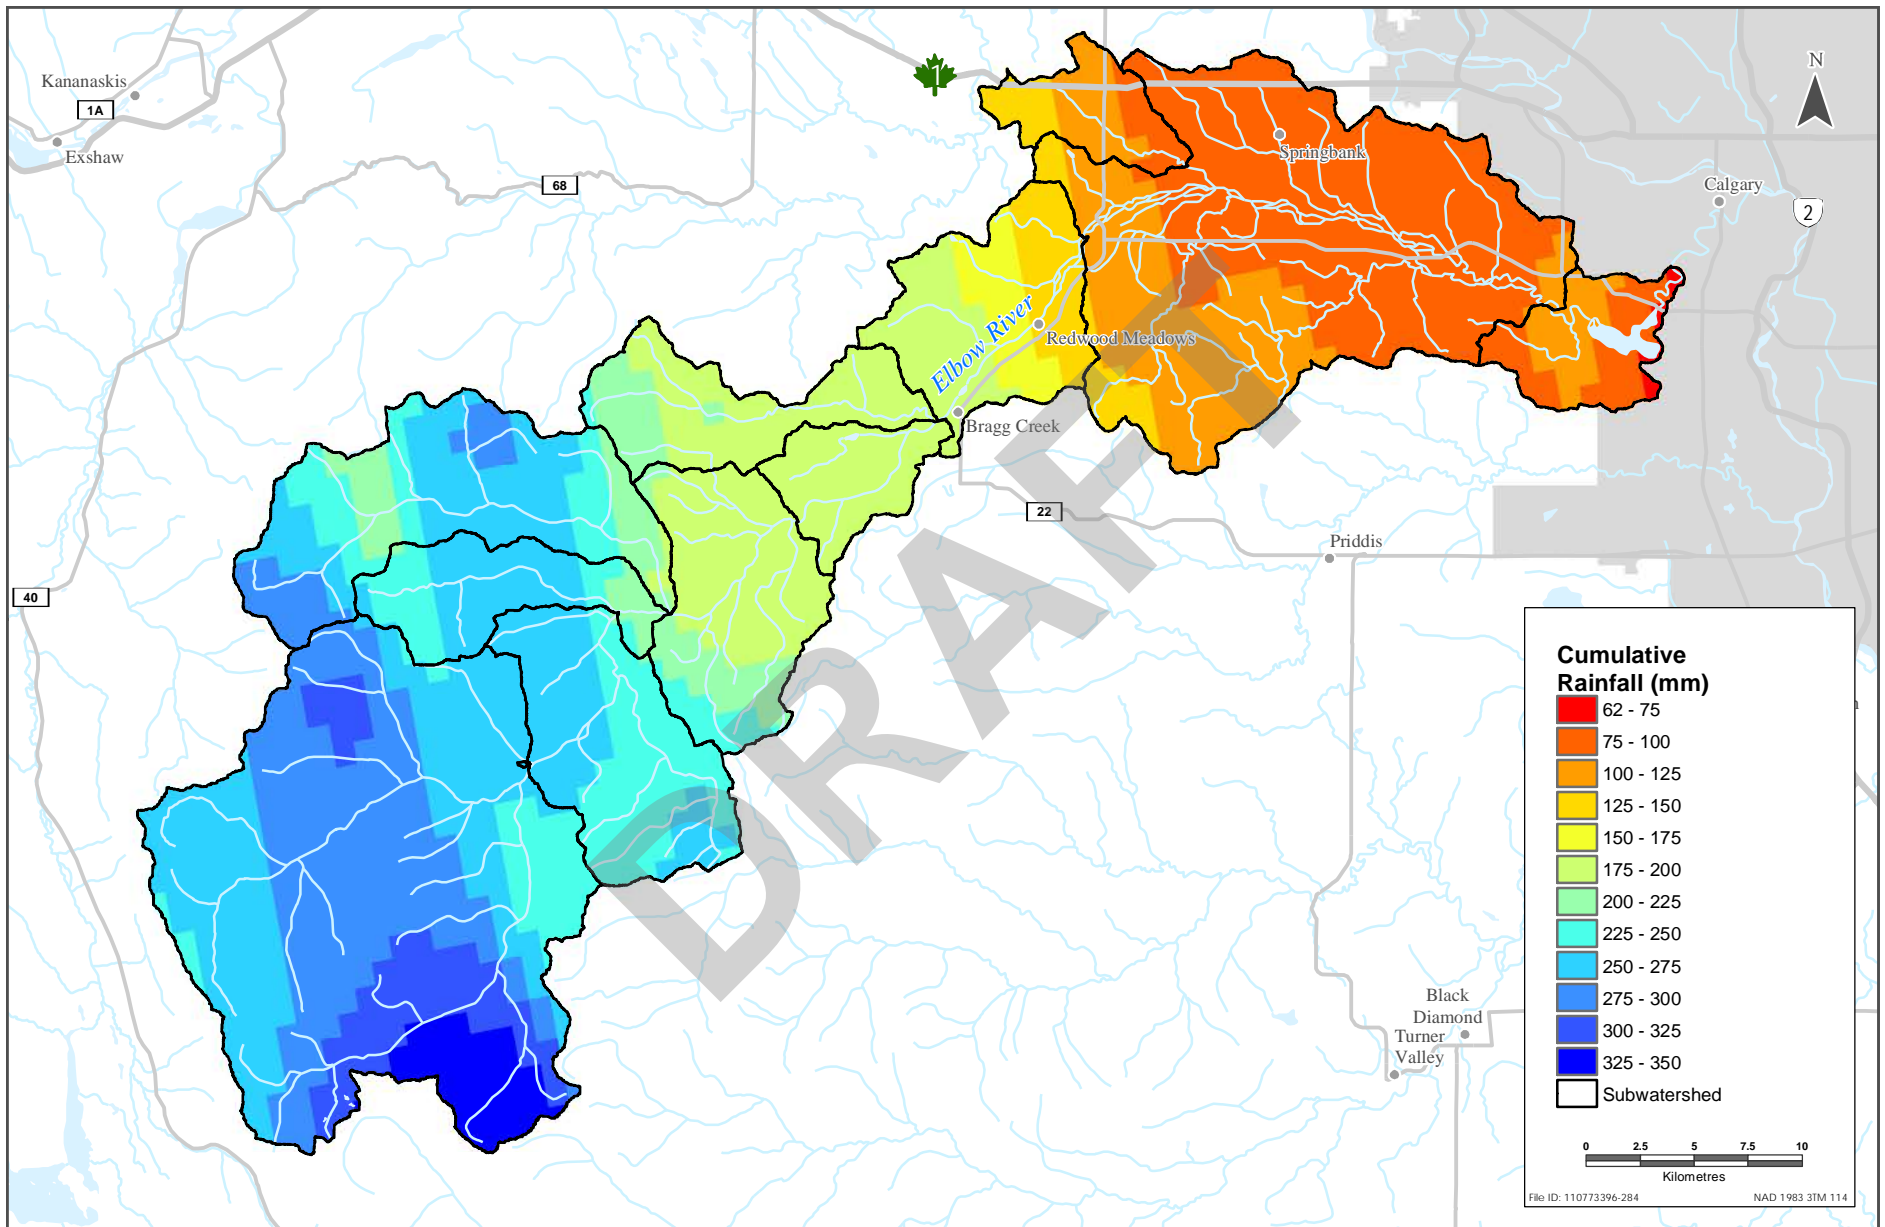 Kananaskis
1A
Exshaw
68
1
N
Springbank
Calgary
2
Elbow River
Redwood Meadows
Bragg Creek
22
Priddis
40
DRAFT
Black
Diamond
Turner
Valley
Cumulative
Rainfall (mm)
62 - 75
75 - 100
100 - 125
125 - 150
150 - 175
175 - 200
200 - 225
225 - 250
250 - 275
275 - 300
300 - 325
325 - 350
Subwatershed
0 2.5 5 7.5 10
Kilometres
File ID: 110773396-284 NAD 1983 3TM 114